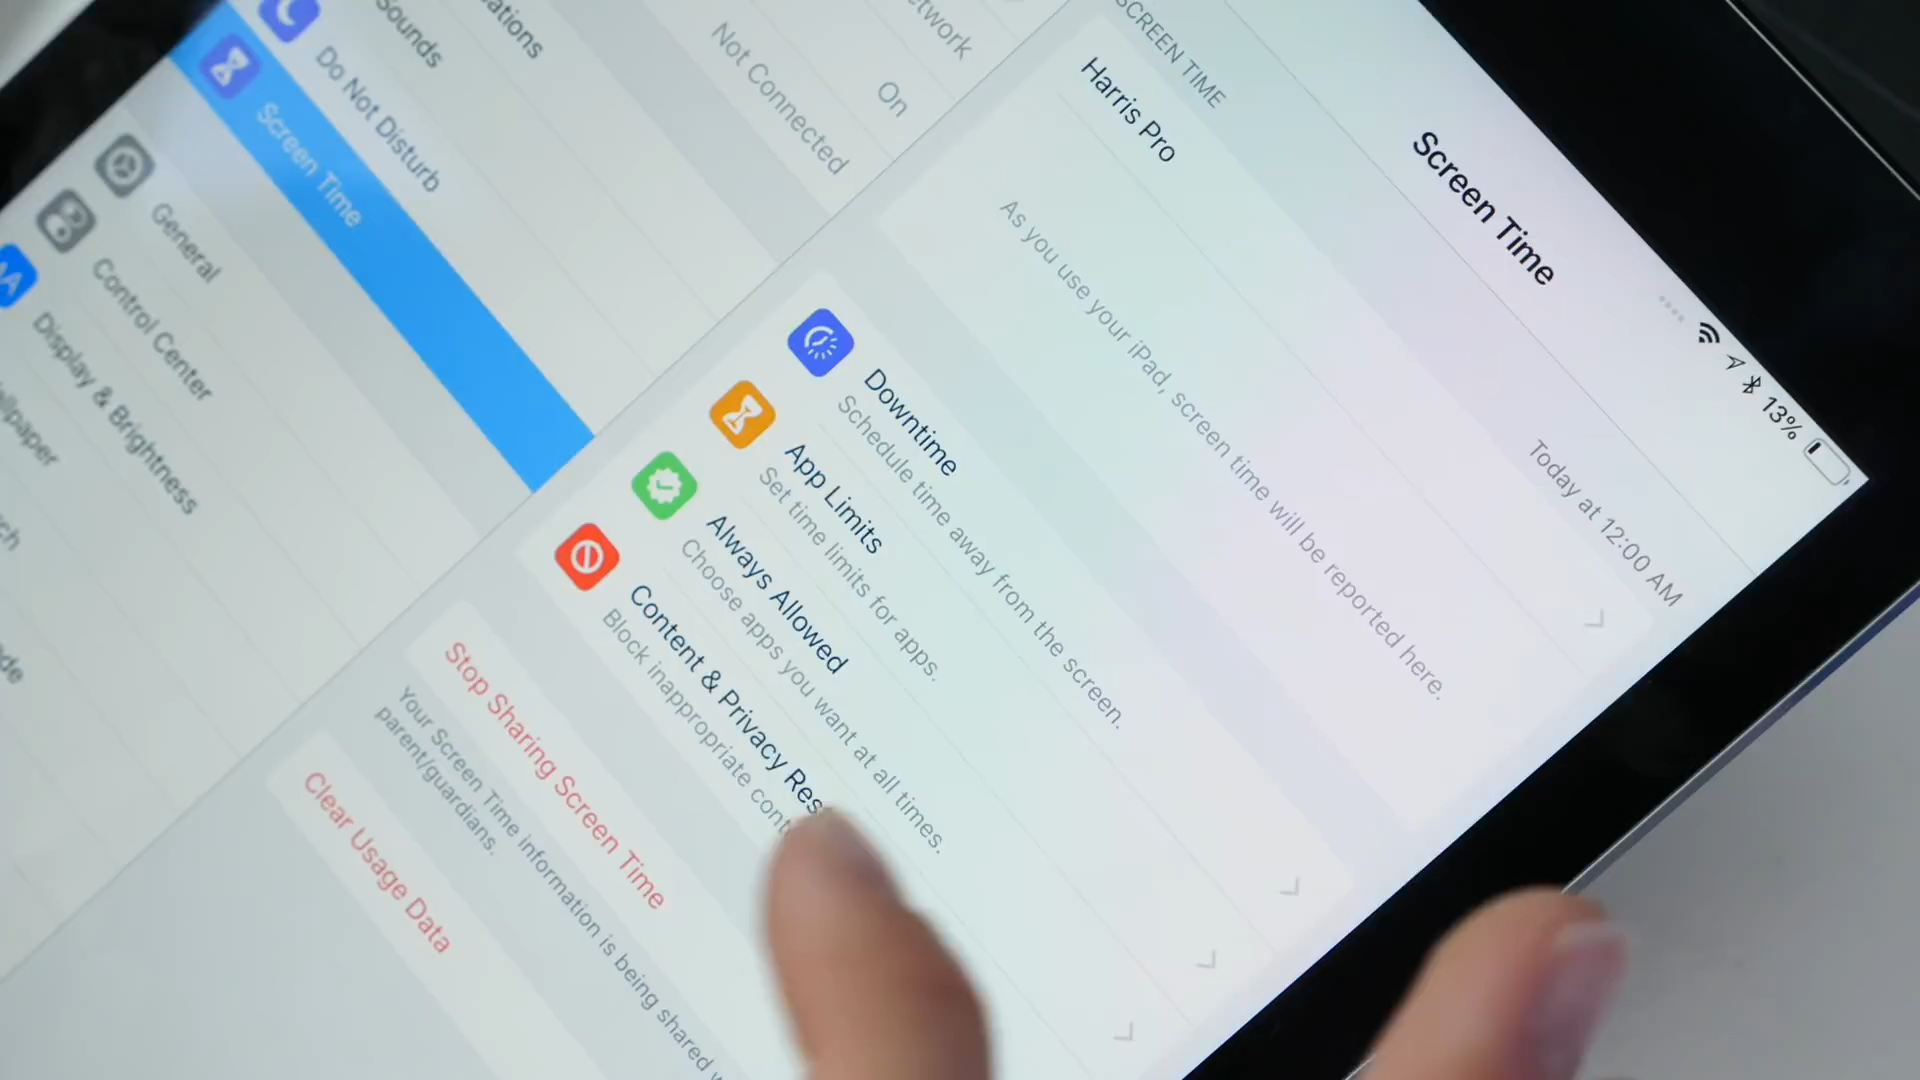 Screen Time
13%
Sounds
Do Not Disturb
Screen Time
General
Control Center
Display & Brightness
Not Connected
On
SCREEN TIME
Today at 12:00 AM
Harris Pro
As you use your iPad, screen time will be reported here.
Downtime
Schedule time away from the screen.
App Limits
Set time limits for apps.
Always Allowed
Choose apps you want at all times.
Content & Privacy Res
Block inappropriate cont
Stop Sharing Screen Time
Your Screen Time information is being shared w
parent/guardians.
Clear Usage Data